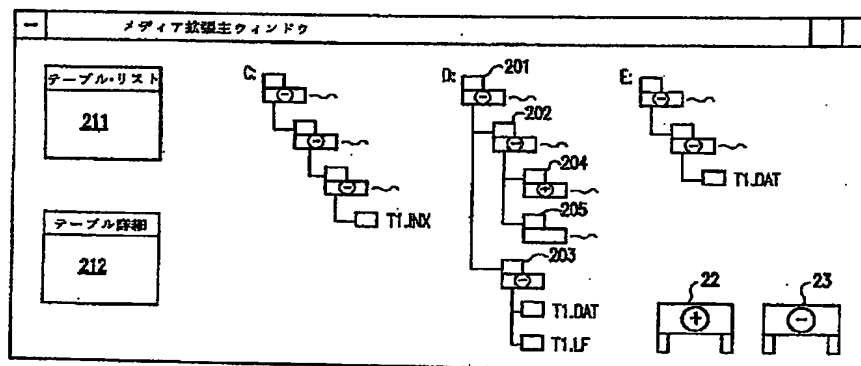 メディア拡張主ウィンドウ
テーブル・リスト
211
C:
T1.INX
D:
201
202
204
205
203
T1.DAT
T1.LF
E:
T1.DAT
テーブル詳細
212
22
23